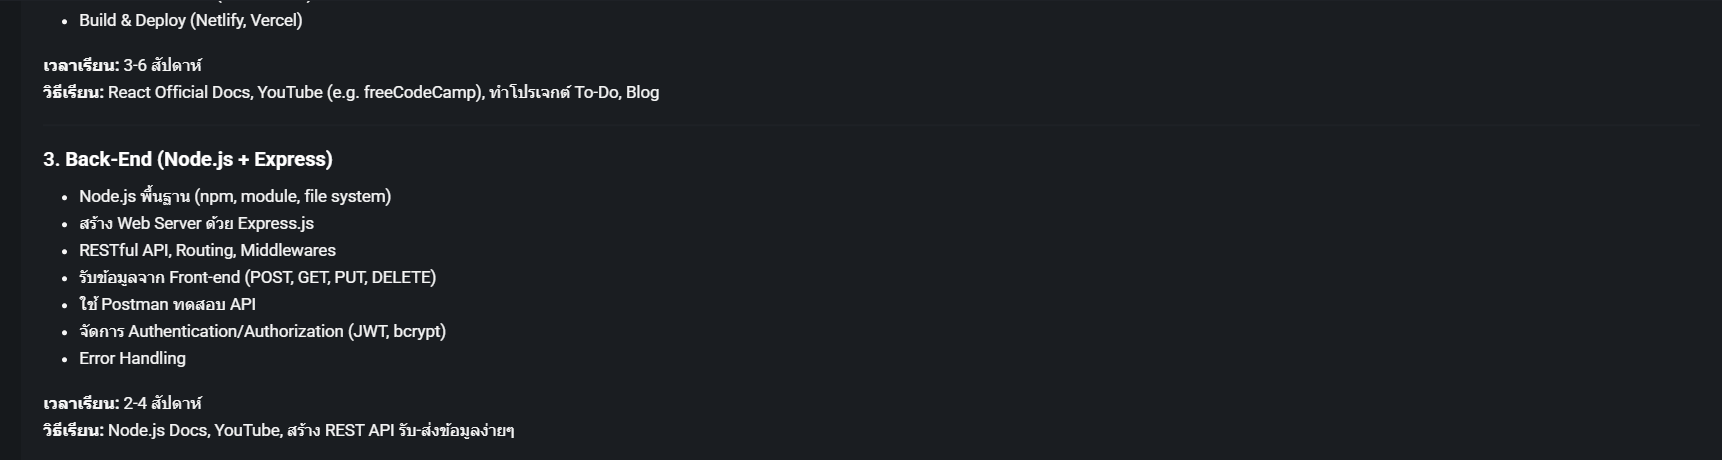 Build & Deploy (Netlify, Vercel)
เวลาเรียน: 3-6 สัปดาห์
วิธีเรียน: React Official Docs, YouTube (e.g. freeCodeCamp), ทำโปรเจกต์ To-Do, Blog
3. Back-End (Node.js + Express)
Node.js พื้นฐาน (npm, module, file system)
สร้าง Web Server ด้วย Express.js
RESTful API, Routing, Middlewares
รับข้อมูลจาก Front-end (POST, GET, PUT, DELETE)
ใช้ Postman ทดสอบ API
จัดการ Authentication/Authorization (JWT, bcrypt)
Error Handling
เวลาเรียน: 2-4 สัปดาห์
วิธีเรียน: Node.js Docs, YouTube, สร้าง REST API รับ-ส่งข้อมูลง่ายๆ